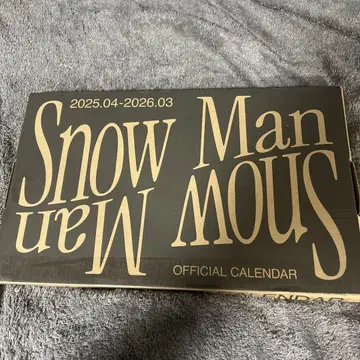 2025.04-2026.03
Snow Man
Snow Man
OFFICIAL CALENDAR